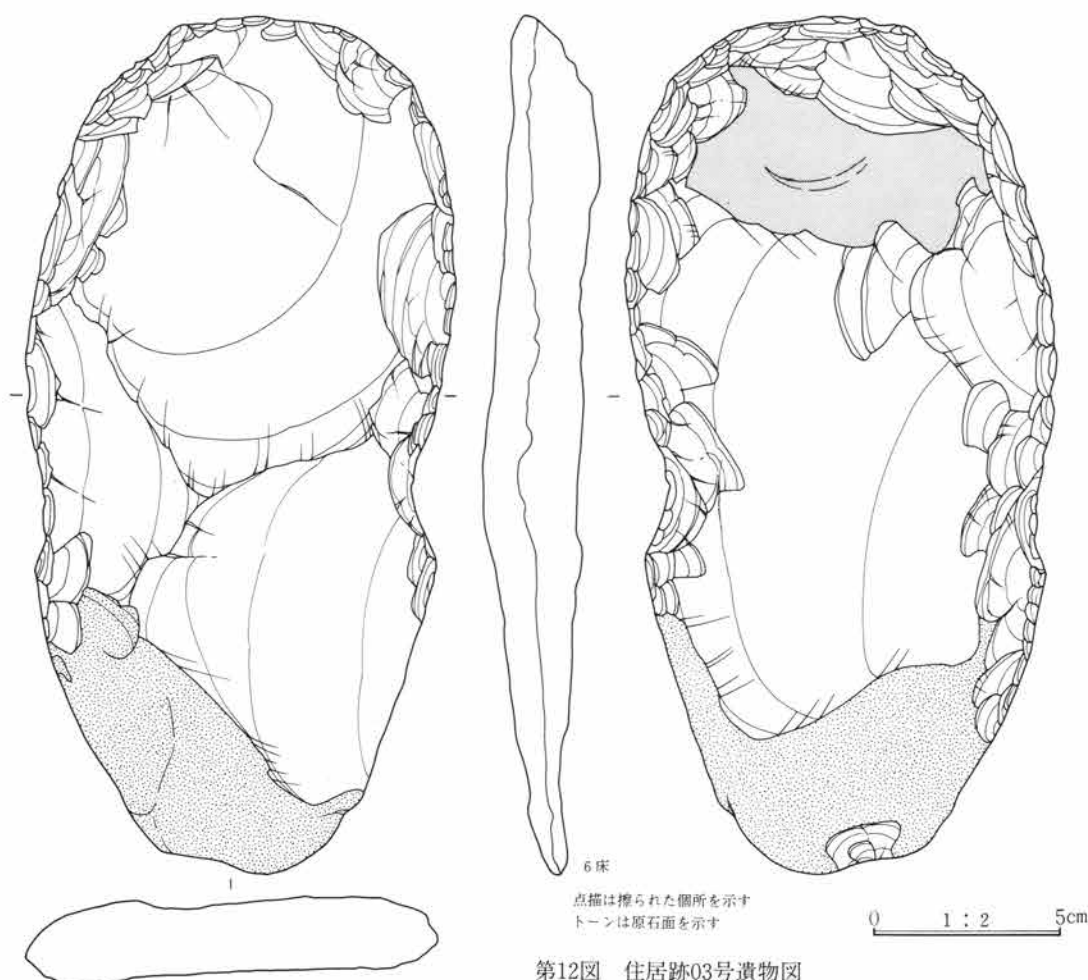 6床
点描は擦られた個所を示す
トーンは原石面を示す
0 1:2 5cm
第12図 住居跡03号遺物図